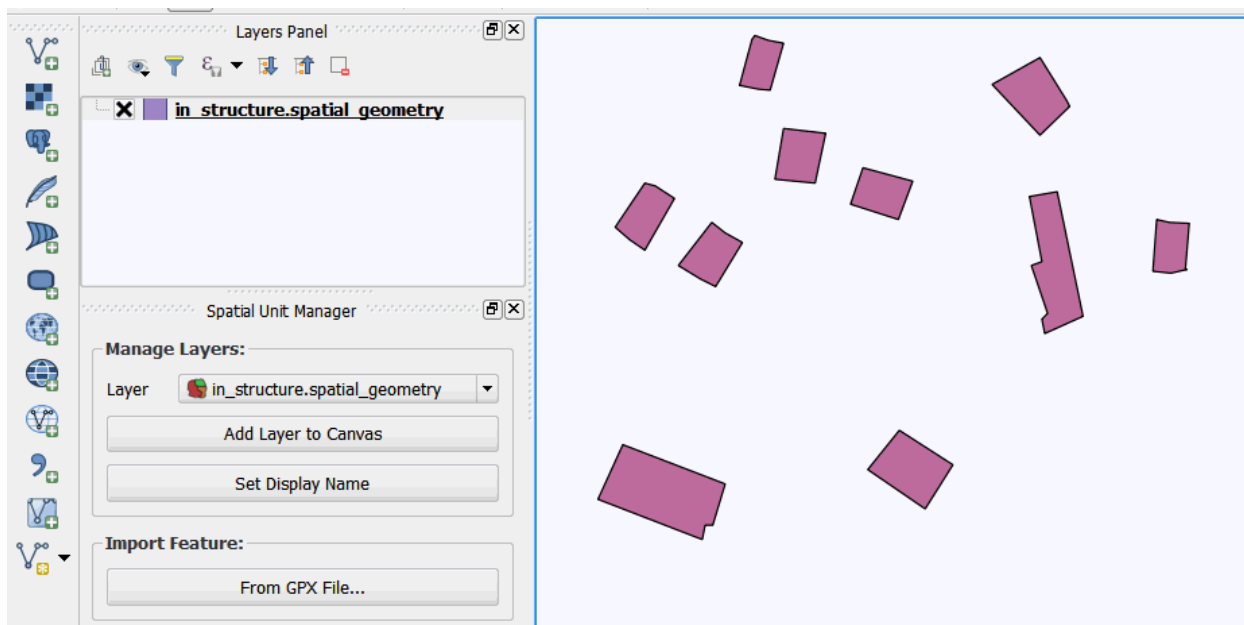 Layers Panel
in_structure.spatial_geometry
Spatial Unit Manager
Manage Layers:
Layer
in_structure.spatial_geometry
Add Layer to Canvas
Set Display Name
Import Feature:
From GPX File...